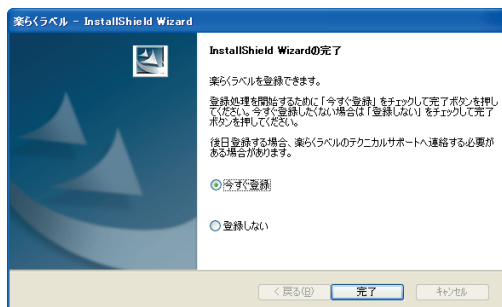 楽らくラベル - InstallShield Wizard
InstallShield Wizardの完了
楽らくラベルを登録できます。
登録処理を開始するために「今すぐ登録」をチェックして完了ボタンを押し
てください。今すぐ登録したくない場合は「登録しない」をチェックして完了
ボタンを押してください。
後日登録する場合、楽らくラベルのテクニカルサポートへ連絡する必要が
ある場合があります。
今すぐ登録
登録しない
< 戻る(B)
完了
キャンセル